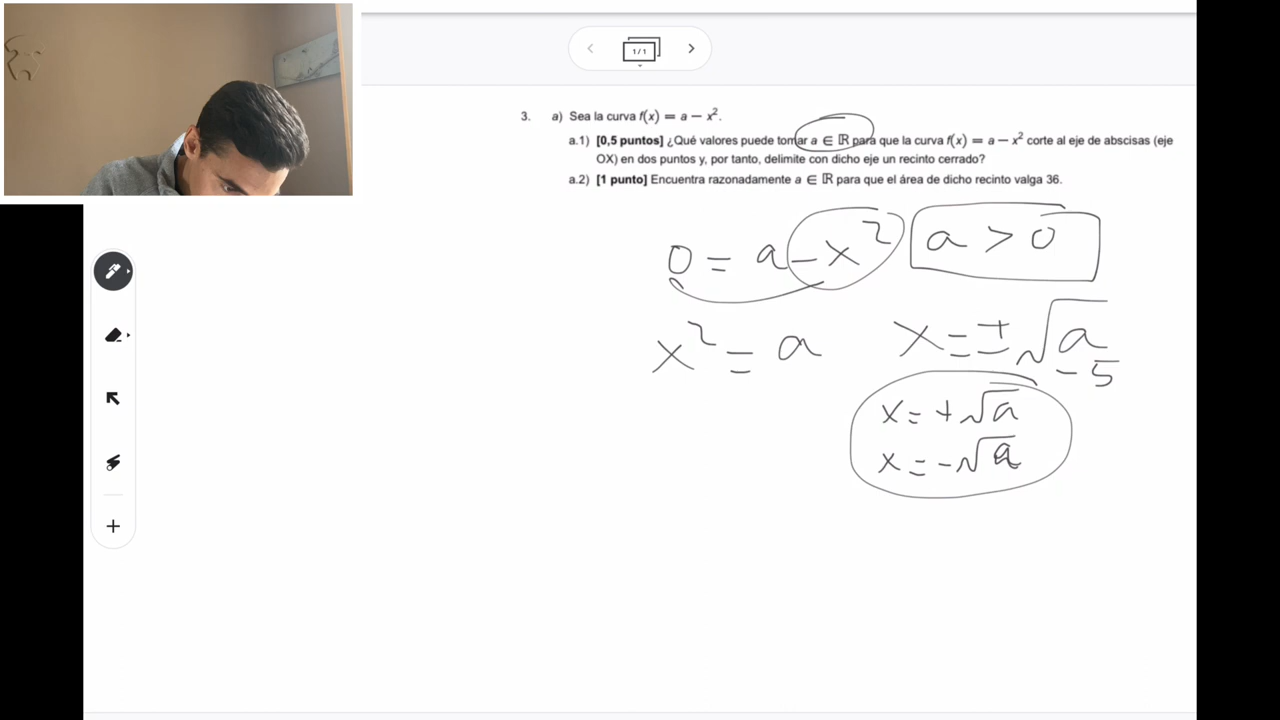 1/1
3. a) Sea la curva f(x) = a − x².
a.1) [0,5 puntos] ¿Qué valores puede tomar a ∈ ℝ para que la curva f(x) = a − x² corte al eje de abscisas (eje
OX) en dos puntos y, por tanto, delimite con dicho eje un recinto cerrado?
a.2) [1 punto] Encuentra razonadamente a ∈ ℝ para que el área de dicho recinto valga 36.
0 = a − x² a > 0
x² = a x = ± √a
−5
x = + √a
x = − √a